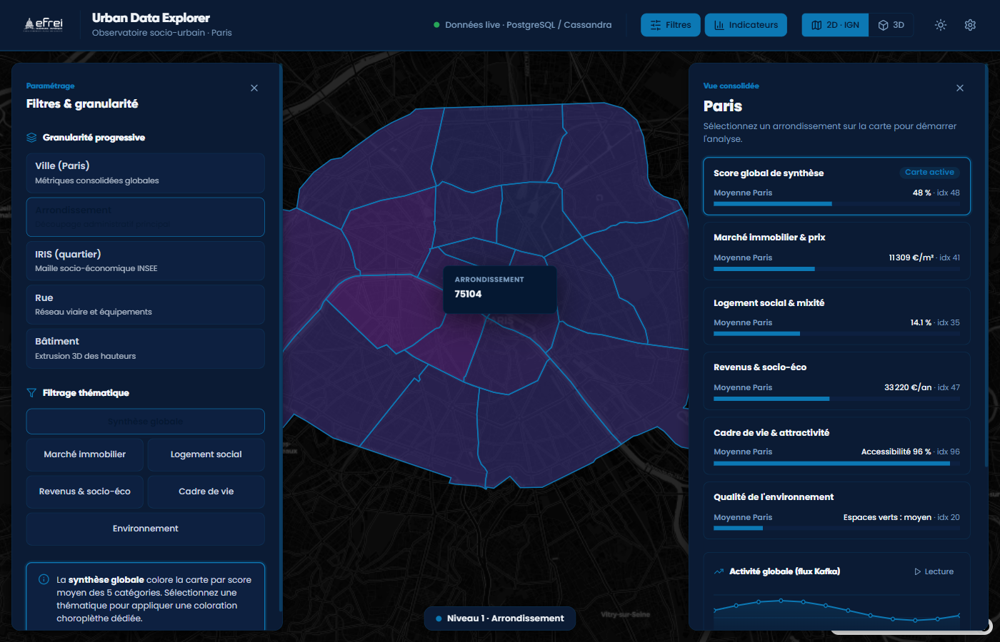 efrei
Urban Data Explorer
Observatoire socio-urbain · Paris
Données live · PostgreSQL / Cassandra
Filtres
Indicateurs
2D · IGN
3D
Paramétrage
Filtres & granularité
Granularité progressive
Ville (Paris)
Métriques consolidées globales
Arrondissement
IRIS (quartier)
Maille socio-économique INSEE
Rue
Réseau viaire et équipements
Bâtiment
Extrusion 3D des hauteurs
Filtrage thématique
Synthèse globale
Marché immobilier
Logement social
Revenus & socio-éco
Cadre de vie
Environnement
La synthèse globale colore la carte par score
moyen des 5 catégories. Sélectionnez une
thématique pour appliquer une coloration
choroplèthe dédiée.
ARRONDISSEMENT
75104
PARIS
Niveau 1 · Arrondissement
Vitry-sur-Seine
Vue consolidée
Paris
Sélectionnez un arrondissement sur la carte pour démarrer
l'analyse.
Score global de synthèse
Carte active
Moyenne Paris
48 % · idx 48
Marché immobilier & prix
Moyenne Paris
11 309 €/m² · idx 41
Logement social & mixité
Moyenne Paris
14.1 % · idx 35
Revenus & socio-éco
Moyenne Paris
33 220 €/an · idx 47
Cadre de vie & attractivité
Moyenne Paris
Accessibilité 96 % · idx 96
Qualité de l'environnement
Moyenne Paris
Espaces verts : moyen · idx 20
Activité globale (flux Kafka)
Lecture